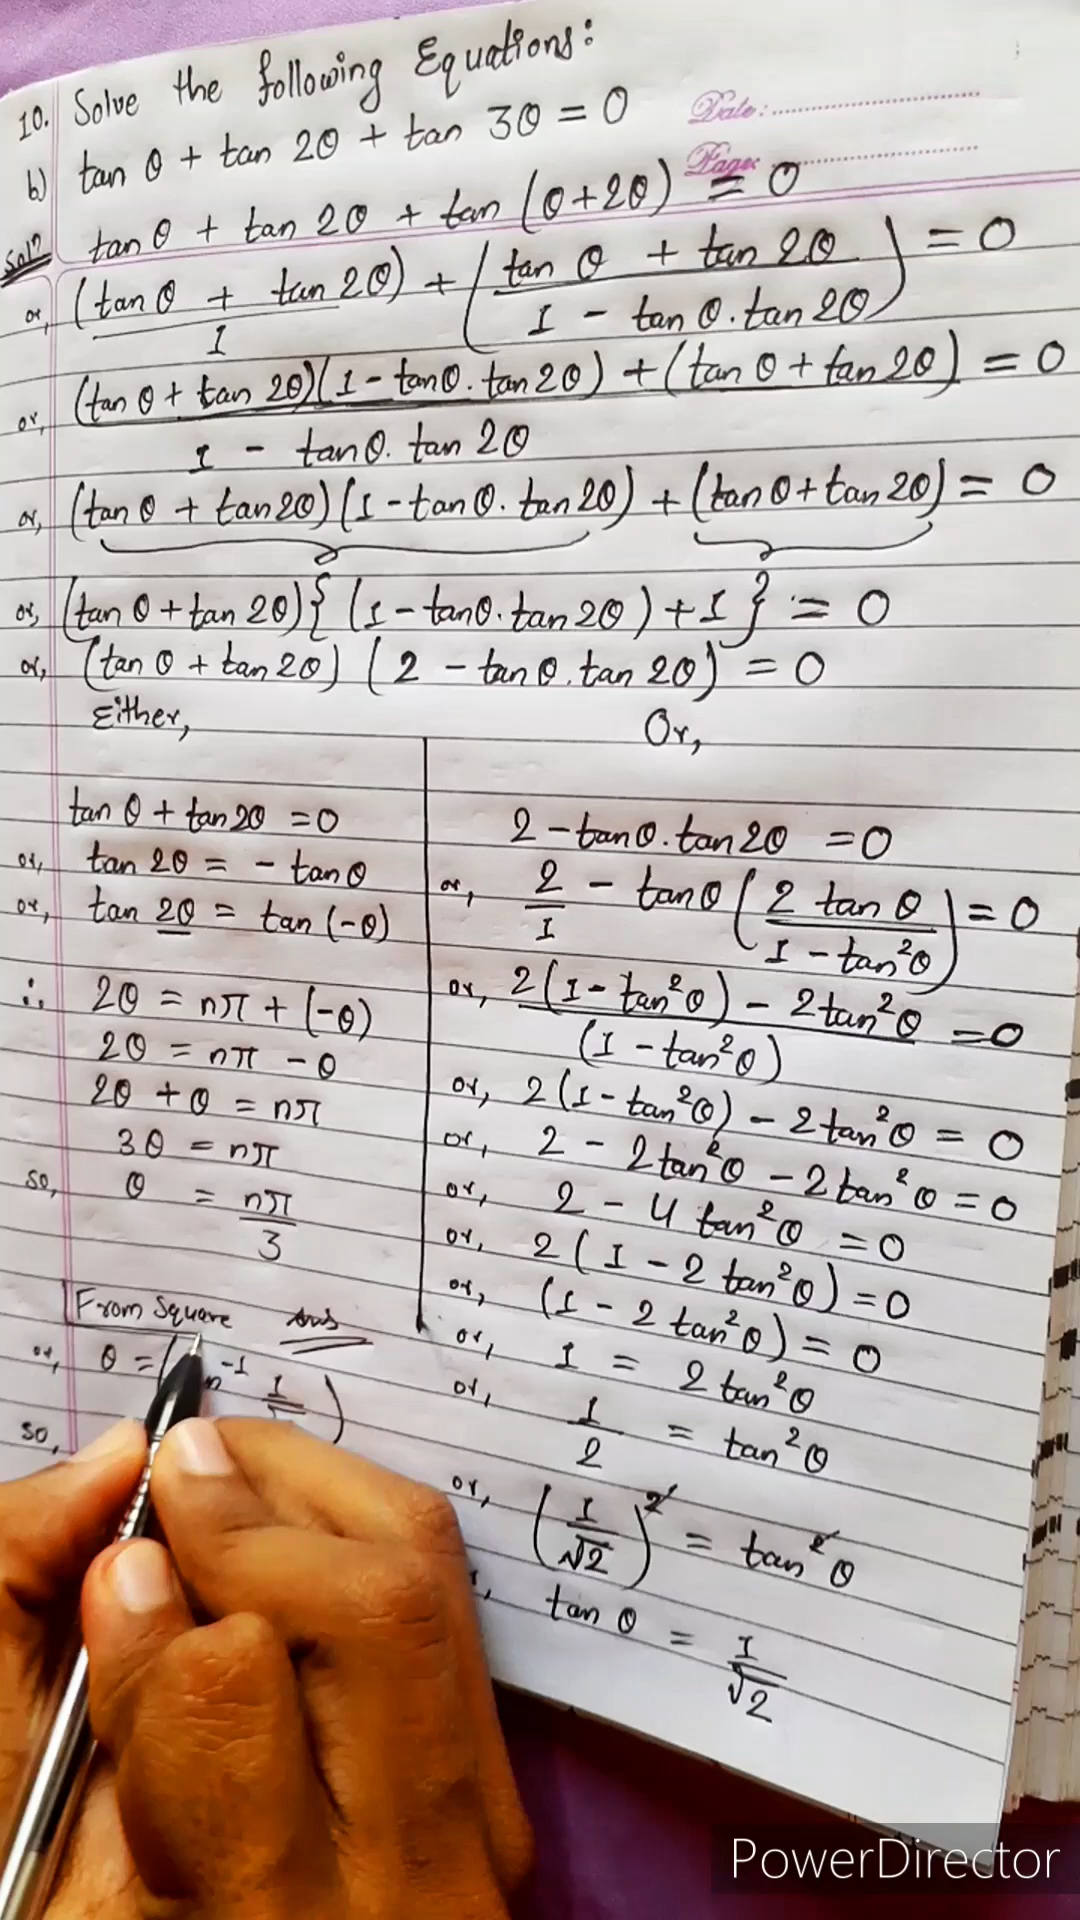 10. Solve the following Equations:
b) tan θ + tan 2θ + tan 3θ = 0
Date:
Page:
Solⁿ tan θ + tan 2θ + tan (θ+2θ) = 0
or, (tan θ + tan 2θ)/1 + ((tan θ + tan 2θ)/(1 - tan θ . tan 2θ)) = 0
or, ((tan θ + tan 2θ)(1 - tan θ . tan 2θ) + (tan θ + tan 2θ))/(1 - tan θ. tan 2θ) = 0
or, (tan θ + tan 2θ)(1 - tan θ. tan 2θ) + (tan θ + tan 2θ) = 0
or, (tan θ + tan 2θ){(1 - tan θ. tan 2θ) + 1} = 0
or, (tan θ + tan 2θ) (2 - tan θ. tan 2θ) = 0
Either,
tan θ + tan 2θ = 0
or, tan 2θ = - tan θ
or, tan 2θ = tan (-θ)
∴ 2θ = nπ + (-θ)
2θ = nπ - θ
2θ + θ = nπ
3θ = nπ
so, θ = nπ/3
Ans
Or,
2 - tan θ. tan 2θ = 0
or, 2/1 - tan θ (2 tan θ/(1 - tan²θ)) = 0
or, (2(1 - tan²θ) - 2tan²θ)/(1 - tan²θ) = 0
or, 2(1 - tan²θ) - 2tan²θ = 0
or, 2 - 2tan²θ - 2tan²θ = 0
or, 2 - 4 tan²θ = 0
or, 2(1 - 2 tan²θ) = 0
or, (1 - 2 tan²θ) = 0
or, 1 = 2 tan²θ
or, 1/2 = tan²θ
or, (1/√2)² = tan²θ
tan θ = 1/√2
From Square
or, θ =
so,
PowerDirector